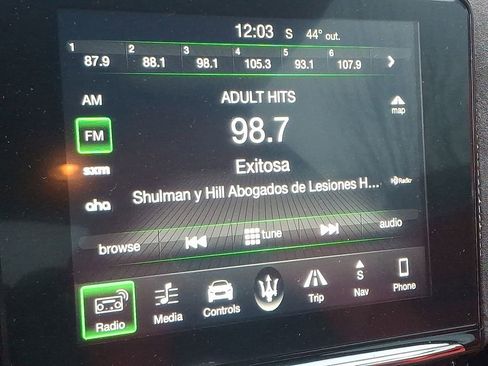 12:03 S 44° out.
1 2 3 4 5 6
87.9 88.1 98.1 105.3 93.1 107.9
AM
ADULT HITS
map
FM
98.7
sxm
Exitosa
Shulman y Hill Abogados de Lesiones H...
HD Radio
aha
browse tune audio
Radio Media Controls Trip S Nav Phone